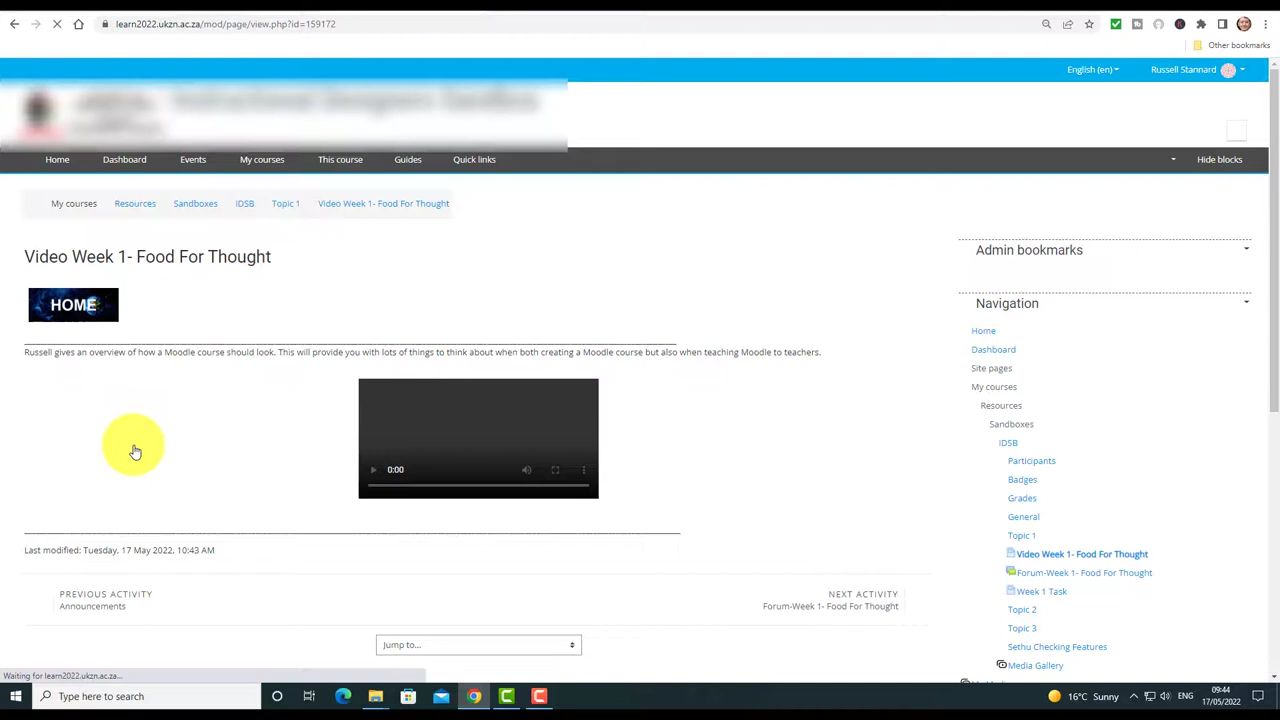 learn2022.ukzn.ac.za/mod/page/view.php?id=159172
Other bookmarks
English (en)
Russell Stannard
Home
Dashboard
Events
My courses
This course
Guides
Quick links
Hide blocks
My courses
Resources
Sandboxes
IDSB
Topic 1
Video Week 1- Food For Thought
Video Week 1- Food For Thought
HOME
Russell gives an overview of how a Moodle course should look. This will provide you with lots of things to think about when both creating a Moodle course but also when teaching Moodle to teachers.
0:00
Last modified: Tuesday, 17 May 2022, 10:43 AM
PREVIOUS ACTIVITY
Announcements
NEXT ACTIVITY
Forum-Week 1- Food For Thought
Jump to...
Admin bookmarks
Navigation
Home
Dashboard
Site pages
My courses
Resources
Sandboxes
IDSB
Participants
Badges
Grades
General
Topic 1
Video Week 1- Food For Thought
Forum-Week 1- Food For Thought
Week 1 Task
Topic 2
Topic 3
Sethu Checking Features
Media Gallery
Waiting for learn2022.ukzn.ac.za...
Type here to search
16°C Sunny
ENG
09:44
17/05/2022